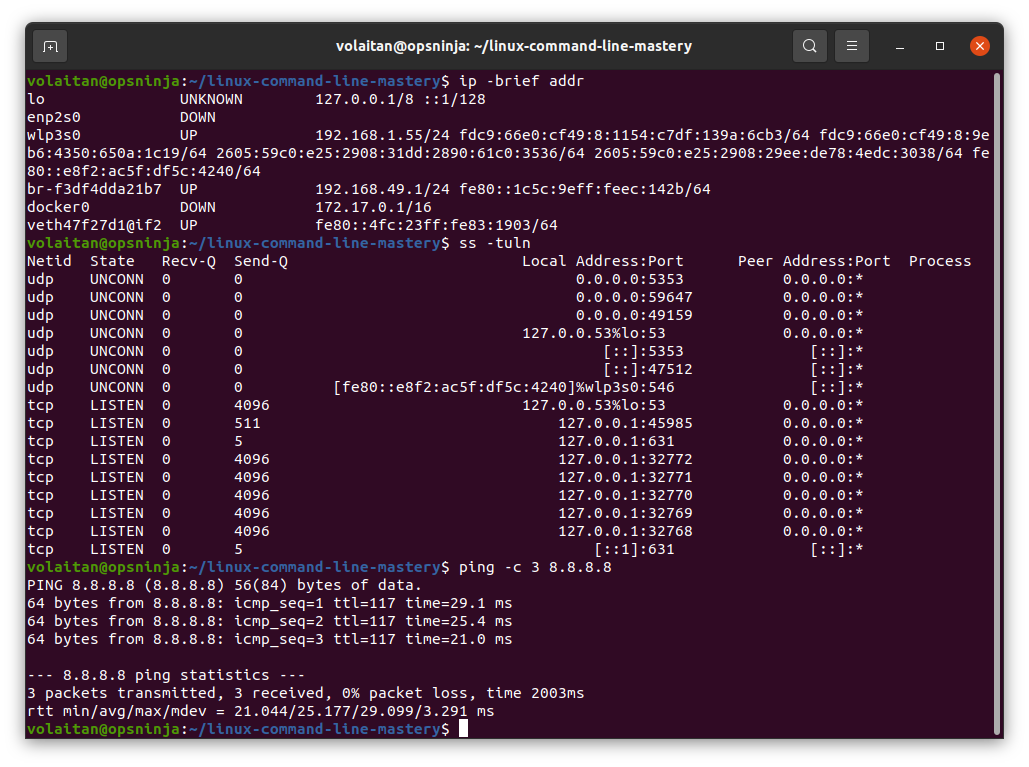 volaitan@opsninja: ~/linux-command-line-mastery
volaitan@opsninja:~/linux-command-line-mastery$ ip -brief addr
lo               UNKNOWN        127.0.0.1/8 ::1/128
enp2s0           DOWN
wlp3s0           UP             192.168.1.55/24 fdc9:66e0:cf49:8:1154:c7df:139a:6cb3/64 fdc9:66e0:cf49:8:9e
b6:4350:650a:1c19/64 2605:59c0:e25:2908:31dd:2890:61c0:3536/64 2605:59c0:e25:2908:29ee:de78:4edc:3038/64 fe
80::e8f2:ac5f:df5c:4240/64
br-f3df4dda21b7  UP             192.168.49.1/24 fe80::1c5c:9eff:feec:142b/64
docker0          DOWN           172.17.0.1/16
veth47f27d1@if2  UP             fe80::4fc:23ff:fe83:1903/64
volaitan@opsninja:~/linux-command-line-mastery$ ss -tuln
Netid  State   Recv-Q  Send-Q                          Local Address:Port      Peer Address:Port  Process
udp    UNCONN  0       0                                     0.0.0.0:5353           0.0.0.0:*
udp    UNCONN  0       0                                     0.0.0.0:59647          0.0.0.0:*
udp    UNCONN  0       0                                     0.0.0.0:49159          0.0.0.0:*
udp    UNCONN  0       0                               127.0.0.53%lo:53             0.0.0.0:*
udp    UNCONN  0       0                                        [::]:5353              [::]:*
udp    UNCONN  0       0                                        [::]:47512             [::]:*
udp    UNCONN  0       0          [fe80::e8f2:ac5f:df5c:4240]%wlp3s0:546               [::]:*
tcp    LISTEN  0       4096                            127.0.0.53%lo:53             0.0.0.0:*
tcp    LISTEN  0       511                                 127.0.0.1:45985          0.0.0.0:*
tcp    LISTEN  0       5                                   127.0.0.1:631            0.0.0.0:*
tcp    LISTEN  0       4096                                127.0.0.1:32772          0.0.0.0:*
tcp    LISTEN  0       4096                                127.0.0.1:32771          0.0.0.0:*
tcp    LISTEN  0       4096                                127.0.0.1:32770          0.0.0.0:*
tcp    LISTEN  0       4096                                127.0.0.1:32769          0.0.0.0:*
tcp    LISTEN  0       4096                                127.0.0.1:32768          0.0.0.0:*
tcp    LISTEN  0       5                                       [::1]:631               [::]:*
volaitan@opsninja:~/linux-command-line-mastery$ ping -c 3 8.8.8.8
PING 8.8.8.8 (8.8.8.8) 56(84) bytes of data.
64 bytes from 8.8.8.8: icmp_seq=1 ttl=117 time=29.1 ms
64 bytes from 8.8.8.8: icmp_seq=2 ttl=117 time=25.4 ms
64 bytes from 8.8.8.8: icmp_seq=3 ttl=117 time=21.0 ms

--- 8.8.8.8 ping statistics ---
3 packets transmitted, 3 received, 0% packet loss, time 2003ms
rtt min/avg/max/mdev = 21.044/25.177/29.099/3.291 ms
volaitan@opsninja:~/linux-command-line-mastery$